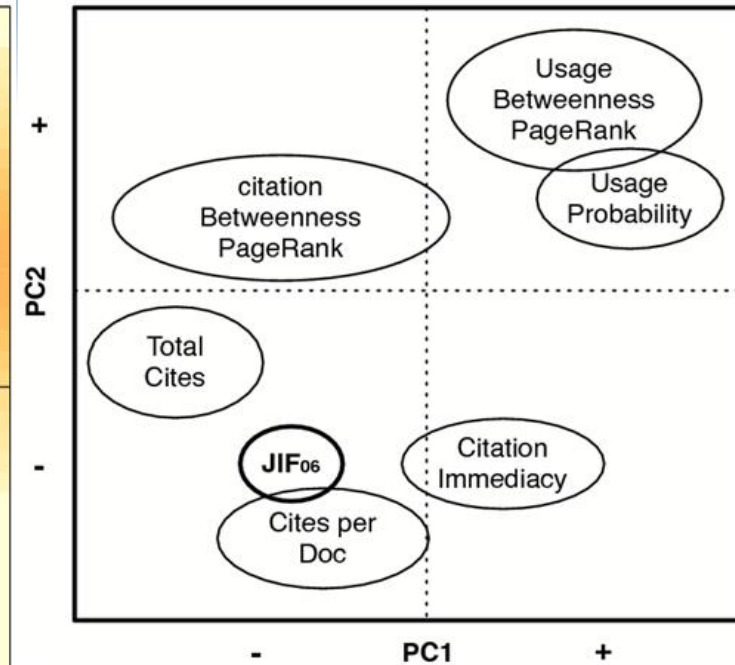 Usage
Betweenness
PageRank
Usage
Probability
citation
Betweenness
PageRank
Total
Cites
JIF06
Citation
Immediacy
Cites per
Doc
+
PC2
-
- PC1 +